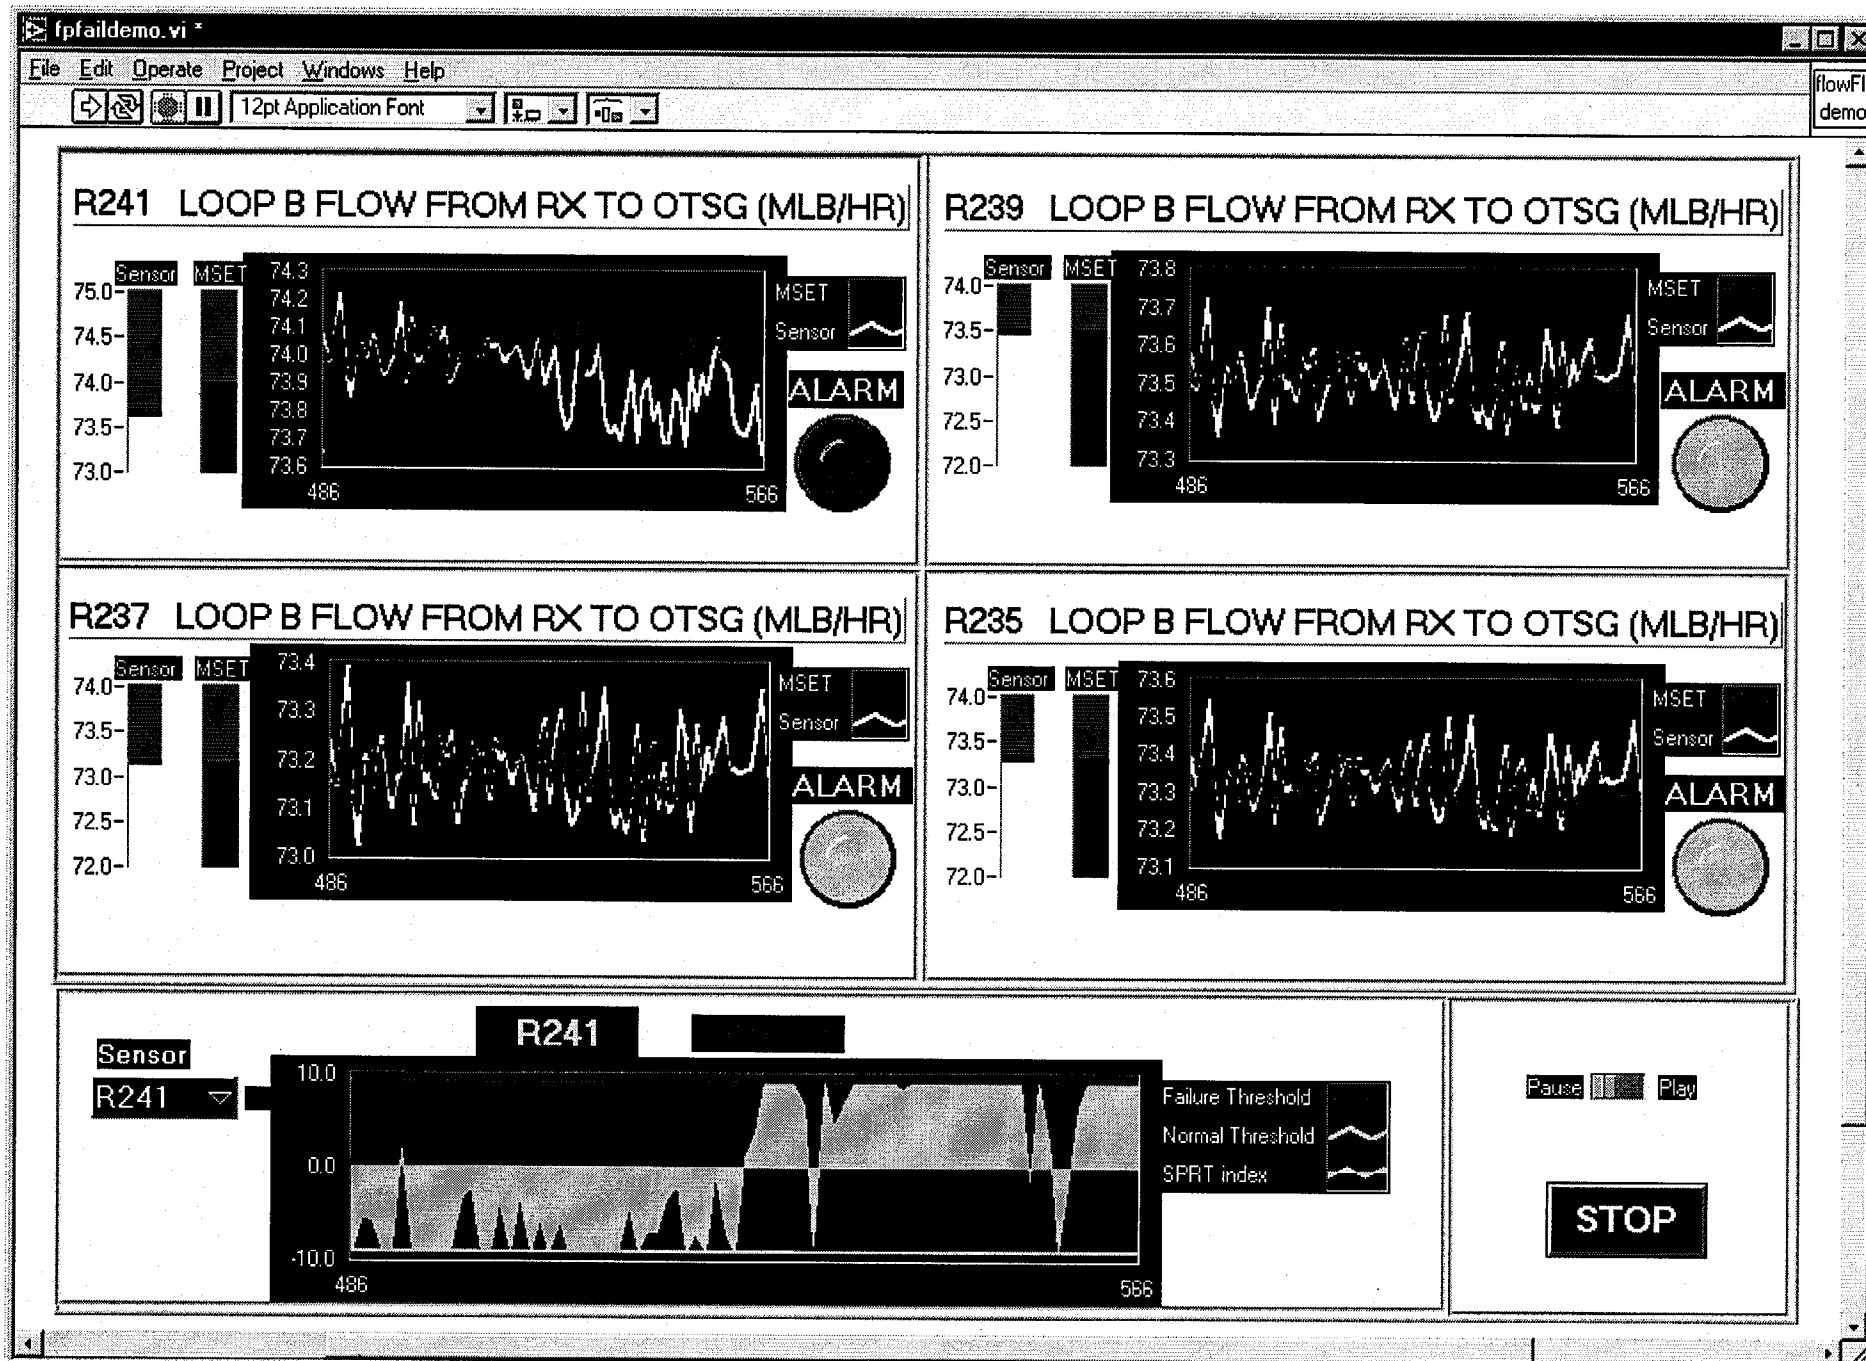 fpfaildemo.vi *
File Edit Operate Project Windows Help
12pt Application Font
flowFl
demo
R241 LOOP B FLOW FROM RX TO OTSG (MLB/HR)
Sensor MSET
75.0
74.5
74.0
73.5
73.0
74.3
74.2
74.1
74.0
73.9
73.8
73.7
73.6
486 566
MSET
Sensor
ALARM
R239 LOOP B FLOW FROM RX TO OTSG (MLB/HR)
Sensor MSET
74.0
73.5
73.0
72.5
72.0
73.8
73.7
73.6
73.5
73.4
73.3
486 566
MSET
Sensor
ALARM
R237 LOOP B FLOW FROM RX TO OTSG (MLB/HR)
Sensor MSET
74.0
73.5
73.0
72.5
72.0
73.4
73.3
73.2
73.1
73.0
486 566
MSET
Sensor
ALARM
R235 LOOP B FLOW FROM RX TO OTSG (MLB/HR)
Sensor MSET
74.0
73.5
73.0
72.5
72.0
73.6
73.5
73.4
73.3
73.2
73.1
486 566
MSET
Sensor
ALARM
Sensor
R241
R241
10.0
0.0
-10.0
486 566
Failure Threshold
Normal Threshold
SPRT index
Pause Play
STOP